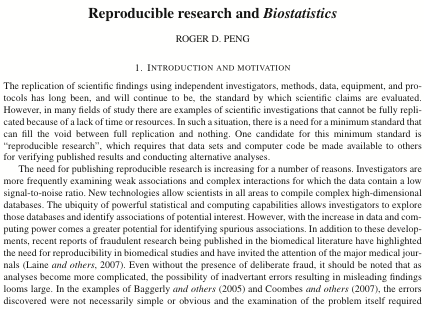 Reproducible research and Biostatistics
ROGER D. PENG
1. INTRODUCTION AND MOTIVATION
The replication of scientific findings using independent investigators, methods, data, equipment, and pro-
tocols has long been, and will continue to be, the standard by which scientific claims are evaluated.
However, in many fields of study there are examples of scientific investigations that cannot be fully repli-
cated because of a lack of time or resources. In such a situation, there is a need for a minimum standard that
can fill the void between full replication and nothing. One candidate for this minimum standard is
“reproducible research”, which requires that data sets and computer code be made available to others
for verifying published results and conducting alternative analyses.
The need for publishing reproducible research is increasing for a number of reasons. Investigators are
more frequently examining weak associations and complex interactions for which the data contain a low
signal-to-noise ratio. New technologies allow scientists in all areas to compile complex high-dimensional
databases. The ubiquity of powerful statistical and computing capabilities allows investigators to explore
those databases and identify associations of potential interest. However, with the increase in data and com-
puting power comes a greater potential for identifying spurious associations. In addition to these develop-
ments, recent reports of fraudulent research being published in the biomedical literature have highlighted
the need for reproducibility in biomedical studies and have invited the attention of the major medical jour-
nals (Laine and others, 2007). Even without the presence of deliberate fraud, it should be noted that as
analyses become more complicated, the possibility of inadvertent errors resulting in misleading findings
looms large. In the examples of Baggerly and others (2005) and Coombes and others (2007), the errors
discovered were not necessarily simple or obvious and the examination of the problem itself required